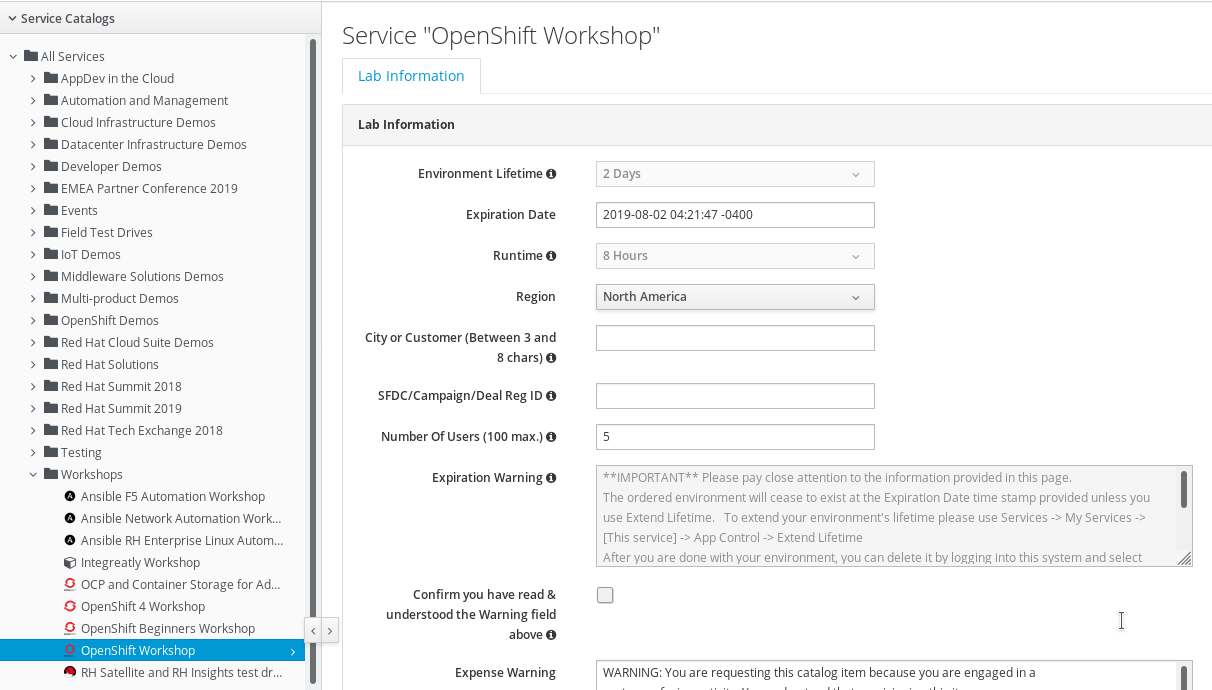 Service Catalogs
All Services
AppDev in the Cloud
Automation and Management
Cloud Infrastructure Demos
Datacenter Infrastructure Demos
Developer Demos
EMEA Partner Conference 2019
Events
Field Test Drives
IoT Demos
Middleware Solutions Demos
Multi-product Demos
OpenShift Demos
Red Hat Cloud Suite Demos
Red Hat Solutions
Red Hat Summit 2018
Red Hat Summit 2019
Red Hat Tech Exchange 2018
Testing
Workshops
Ansible F5 Automation Workshop
Ansible Network Automation Work...
Ansible RH Enterprise Linux Autom...
Integreatly Workshop
OCP and Container Storage for Ad...
OpenShift 4 Workshop
OpenShift Beginners Workshop
OpenShift Workshop
RH Satellite and RH Insights test dr...
Service "OpenShift Workshop"
Lab Information
Lab Information
Environment Lifetime
2 Days
Expiration Date
2019-08-02 04:21:47 -0400
Runtime
8 Hours
Region
North America
City or Customer (Between 3 and
8 chars)
SFDC/Campaign/Deal Reg ID
Number Of Users (100 max.)
5
Expiration Warning
**IMPORTANT** Please pay close attention to the information provided in this page.
The ordered environment will cease to exist at the Expiration Date time stamp provided unless you
use Extend Lifetime. To extend your environment's lifetime please use Services -> My Services ->
[This service] -> App Control -> Extend Lifetime
After you are done with your environment, you can delete it by logging into this system and select
Confirm you have read &
understood the Warning field
above
Expense Warning
WARNING: You are requesting this catalog item because you are engaged in a